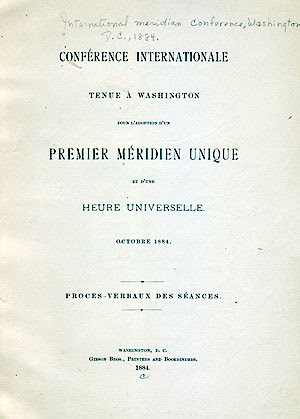 International meridian conference, Washington
D.C., 1884.
CONFÉRENCE INTERNATIONALE
TENUE À WASHINGTON
POUR L'ADOPTION D'UN
PREMIER MÉRIDIEN UNIQUE
ET D'UNE
HEURE UNIVERSELLE.
OCTOBRE 1884.
PROCES-VERBAUX DES SÉANCES.
WASHINGTON, D. C.
GIBSON BROS., PRINTERS AND BOOKBINDERS.
1884.
c